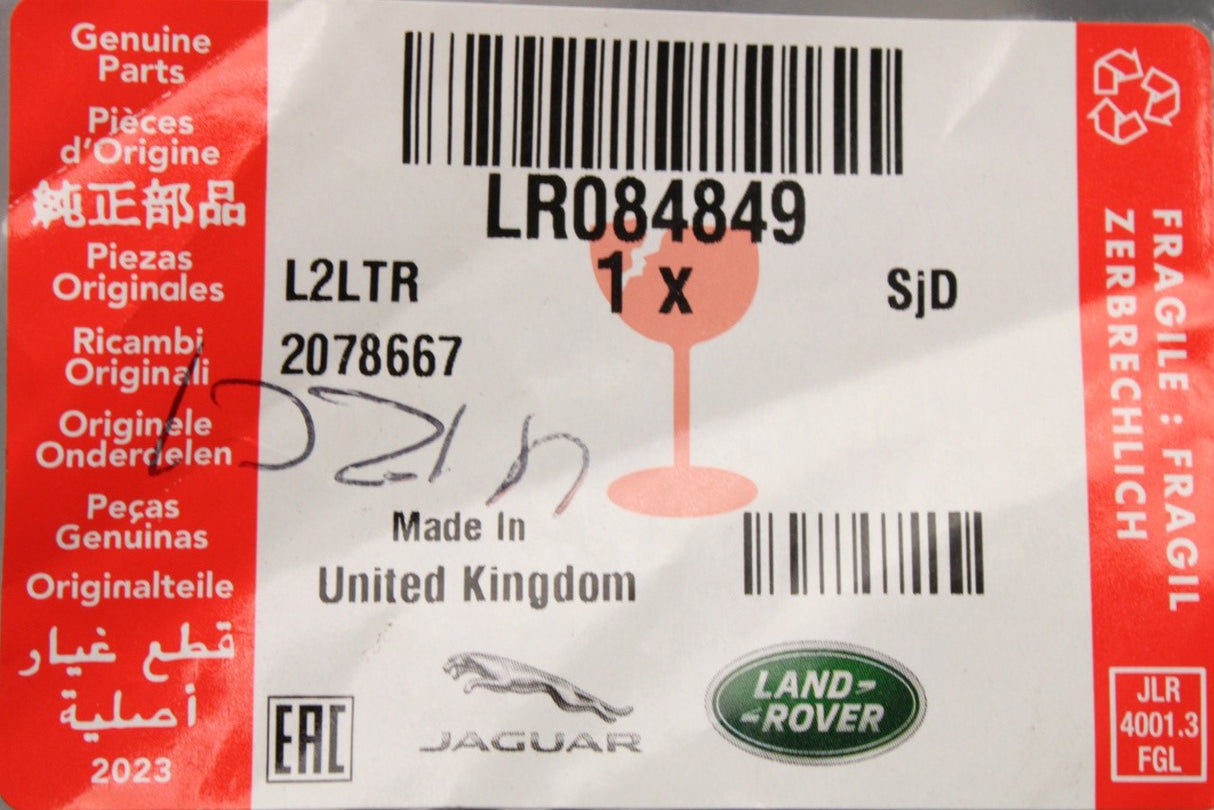 Genuine
Parts
Pièces
d'Origine
純正部品
Piezas
Originales
Ricambi
Originali
Originele
Onderdelen
Peças
Genuinas
Originalteile
قطع غيار
أصلية
2023
LR084849
1 x
L2LTR
SjD
2078667
Made In
United Kingdom
EAC
JAGUAR
LAND-
-ROVER
FRAGILE : FRAGIL
ZERBRECHLICH
JLR
4001.3
FGL